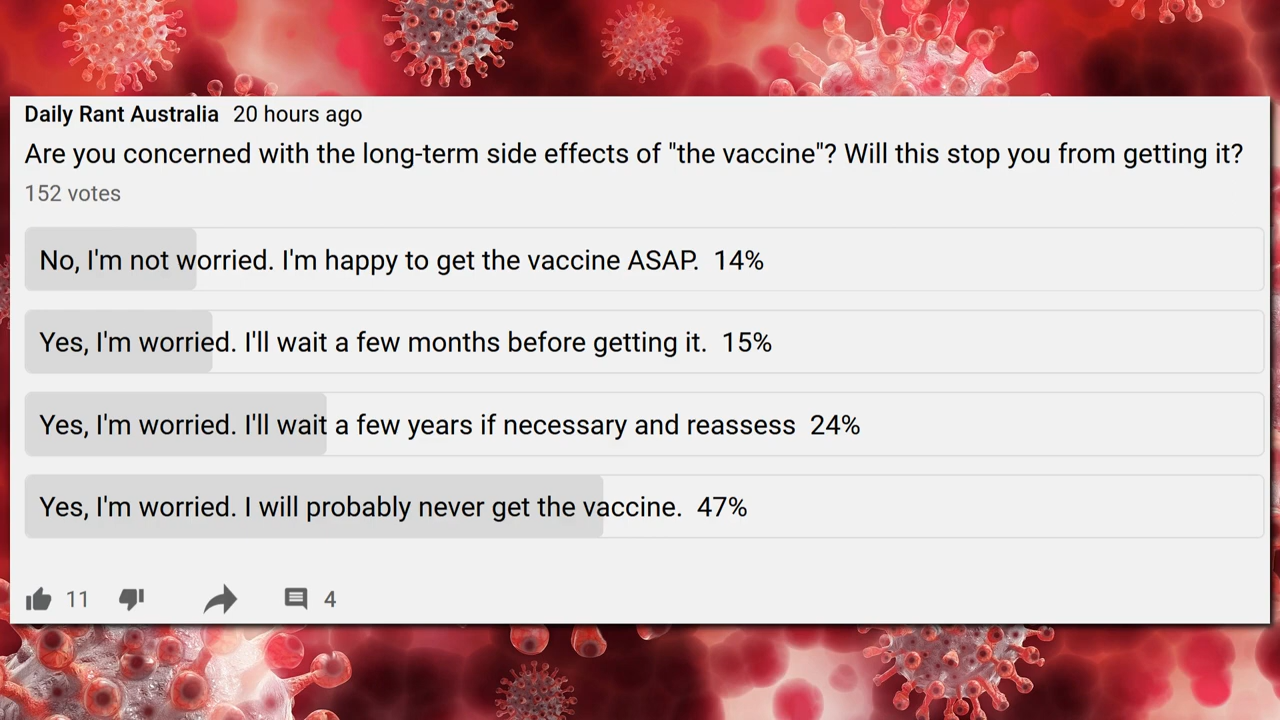 Daily Rant Australia 20 hours ago
Are you concerned with the long-term side effects of "the vaccine"? Will this stop you from getting it?
152 votes
No, I'm not worried. I'm happy to get the vaccine ASAP. 14%
Yes, I'm worried. I'll wait a few months before getting it. 15%
Yes, I'm worried. I'll wait a few years if necessary and reassess 24%
Yes, I'm worried. I will probably never get the vaccine. 47%
11 4